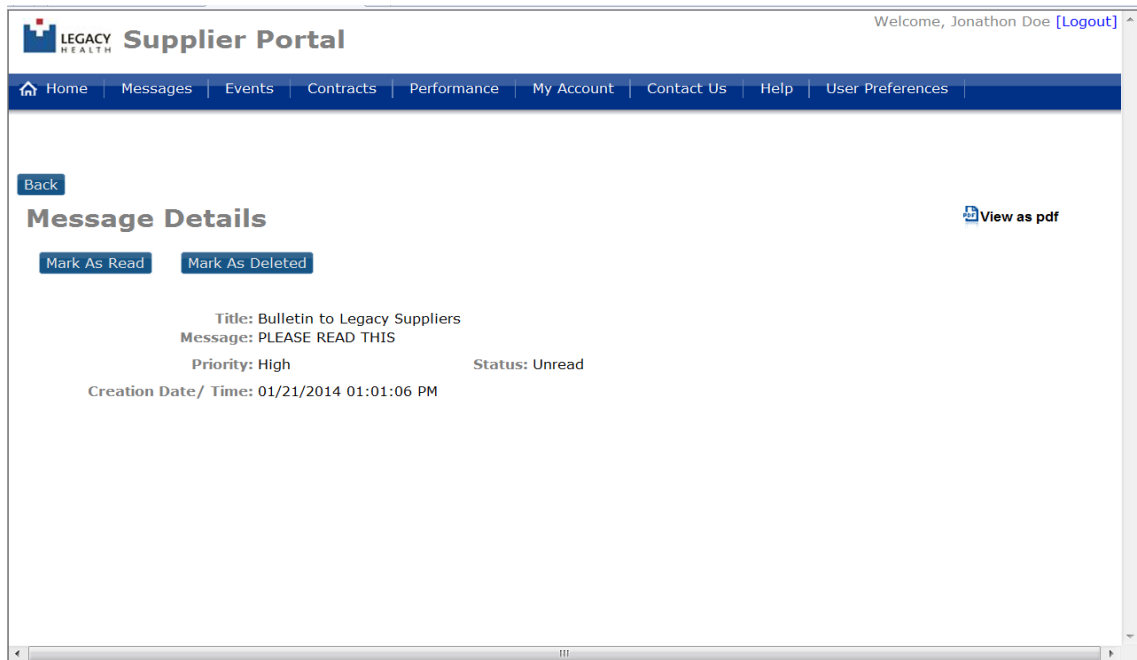 Welcome, Jonathon Doe [Logout]
LEGACY
HEALTH
Supplier Portal
Home Messages Events Contracts Performance My Account Contact Us Help User Preferences
Back
Message Details
PDF View as pdf
Mark As Read Mark As Deleted
Title: Bulletin to Legacy Suppliers
Message: PLEASE READ THIS
Priority: High Status: Unread
Creation Date/ Time: 01/21/2014 01:01:06 PM